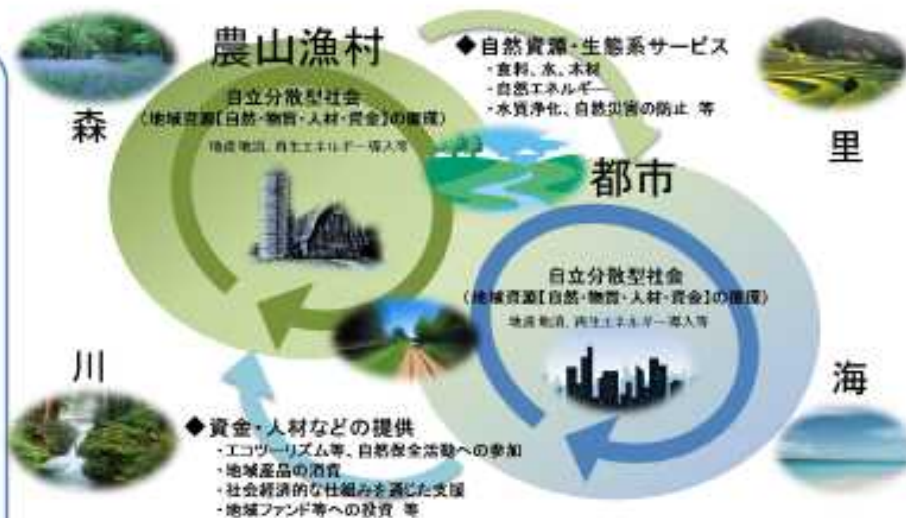 農山漁村
◆自然資源・生態系サービス
・食料、水、木材
・自然エネルギー
・水質浄化、自然災害の防止 等
森
自立分散型社会
(地域資源【自然・物質・人材・資金】の循環)
地産地消、再生エネルギー導入等
里
都市
自立分散型社会
(地域資源【自然・物質・人材・資金】の循環)
地産地消、再生エネルギー導入等
川
海
◆資金・人材などの提供
・エコツーリズム等、自然保全活動への参加
・地域産品の消費
・社会経済的な仕組みを通じた支援
・地域ファンド等への投資 等